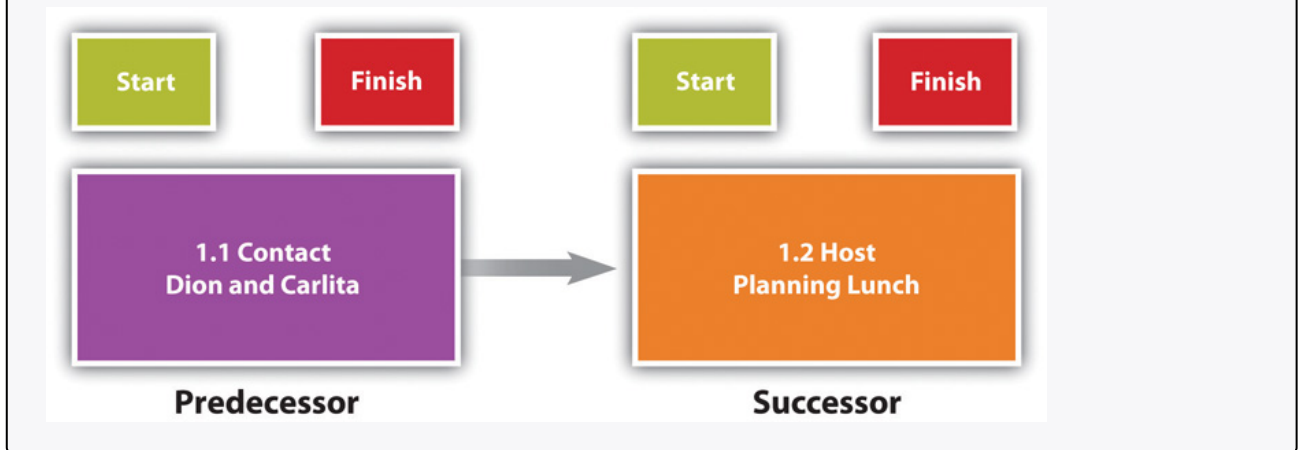 Start
Finish
Start
Finish
1.1 Contact
Dion and Carlita
1.2 Host
Planning Lunch
Predecessor
Successor